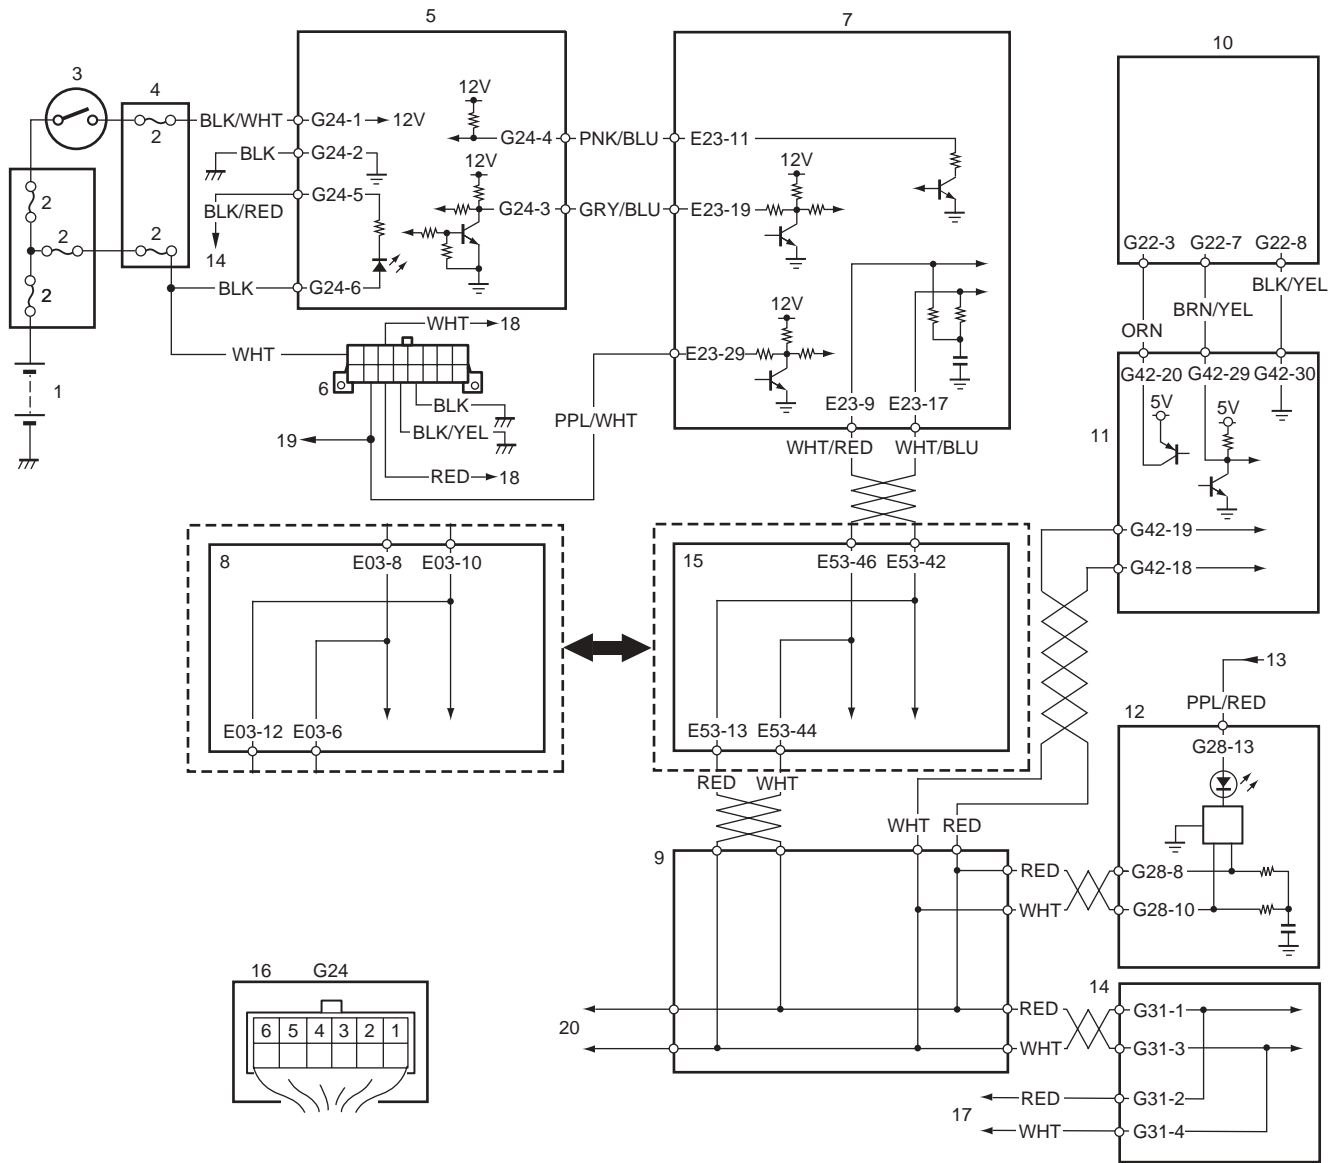 5
7
10
3
4
12V
BLK/WHT G24-1 12V
2
G24-4 PNK/BLU E23-11
BLK G24-2
12V
12V
G24-5
2
BLK/RED
G24-3 GRY/BLU E23-19
2
2
14
G22-3 G22-7 G22-8
BLK G24-6
2
BLK/YEL
BRN/YEL
12V
WHT 18
ORN
WHT
E23-29
G42-20 G42-29 G42-30
1
6
BLK
E23-9 E23-17
5V
5V
PPL/WHT
BLK/YEL
11
19
WHT/RED WHT/BLU
RED 18
G42-19
8
E03-8 E03-10
15
E53-46 E53-42
G42-18
13
PPL/RED
12
E03-12 E03-6
E53-13 E53-44
G28-13
RED WHT
WHT RED
9
RED G28-8
WHT G28-10
16 G24
14
RED G31-1
20
6 5 4 3 2 1
WHT G31-3
RED G31-2
17
WHT G31-4